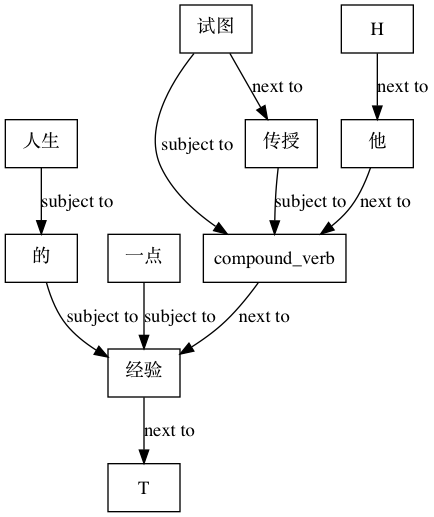 试图 H
next to next to
人生 subject to 传授 他
subject to subject to next to
的 一点 compound_verb
subject to subject to next to
经验
next to
T